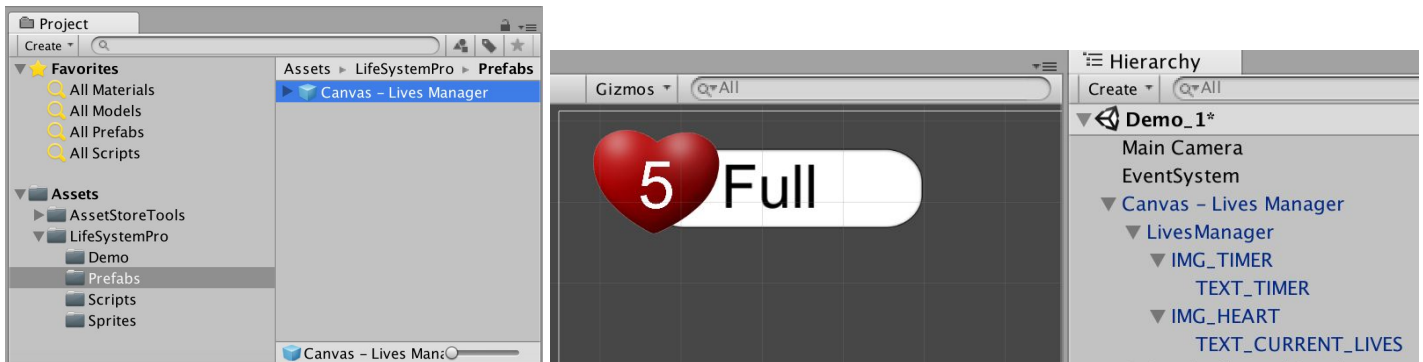 Project
Create
Favorites
All Materials
All Models
All Prefabs
All Scripts
Assets
AssetStoreTools
LifeSystemPro
Demo
Prefabs
Scripts
Sprites
Assets ▸ LifeSystemPro ▸ Prefabs
Canvas – Lives Manager
Canvas – Lives Mana
Gizmos All
5 Full
Hierarchy
Create All
Demo_1*
Main Camera
EventSystem
Canvas – Lives Manager
LivesManager
IMG_TIMER
TEXT_TIMER
IMG_HEART
TEXT_CURRENT_LIVES